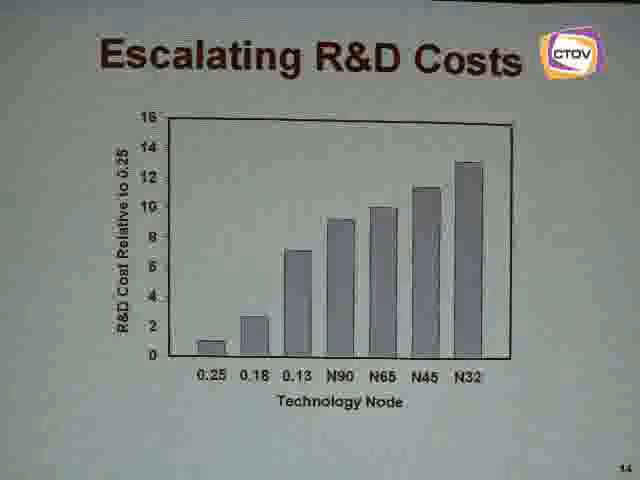 Escalating R&D Costs
CTOV
R&D Cost Relative to 0.25
16
14
12
10
8
6
4
2
0
0.25 0.18 0.13 N90 N65 N45 N32
Technology Node
14